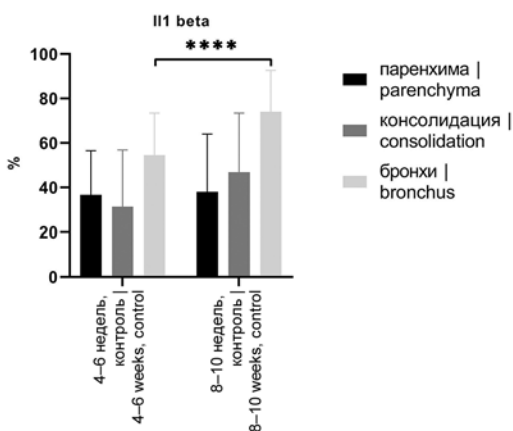 Il1 beta
****
100
80
60
40
20
0
%
4–6 недель,
контроль |
4–6 weeks, control
8–10 недель,
контроль |
8–10 weeks, control
паренхима |
parenchyma
консолидация |
consolidation
бронхи |
bronchus